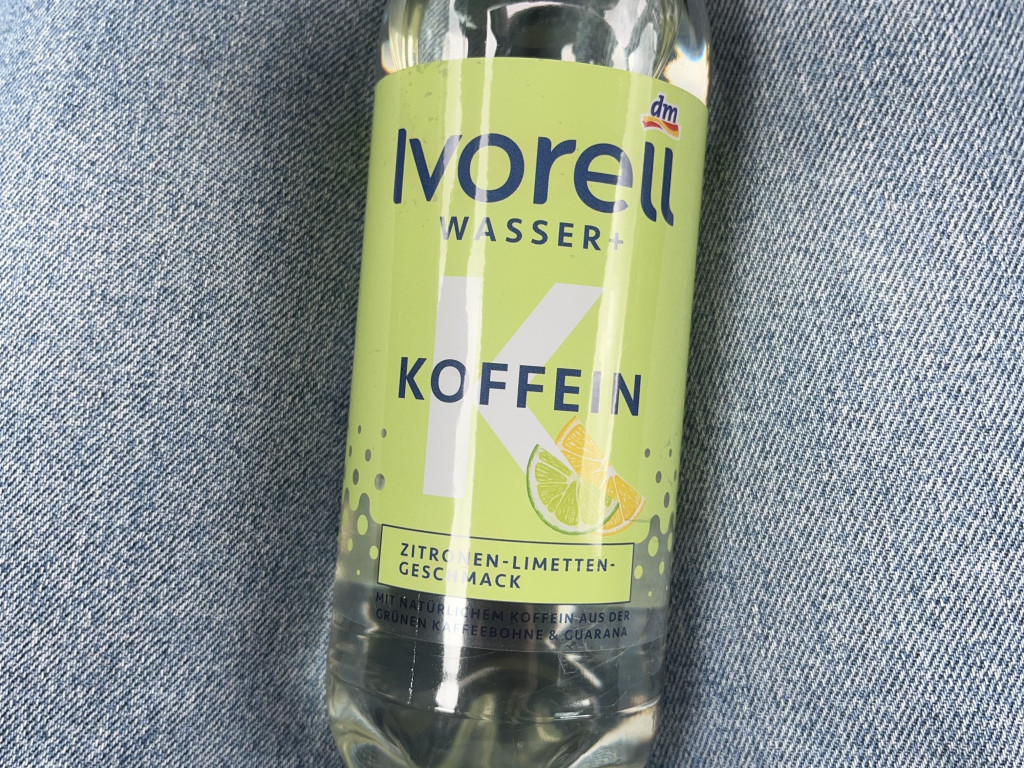 dm
Ivorell
WASSER+
K
KOFFEIN
ZITRONEN-LIMETTEN-
GESCHMACK
MIT NATÜRLICHEM KOFFEIN AUS DER
GRÜNEN KAFFEEBOHNE & GUARANA